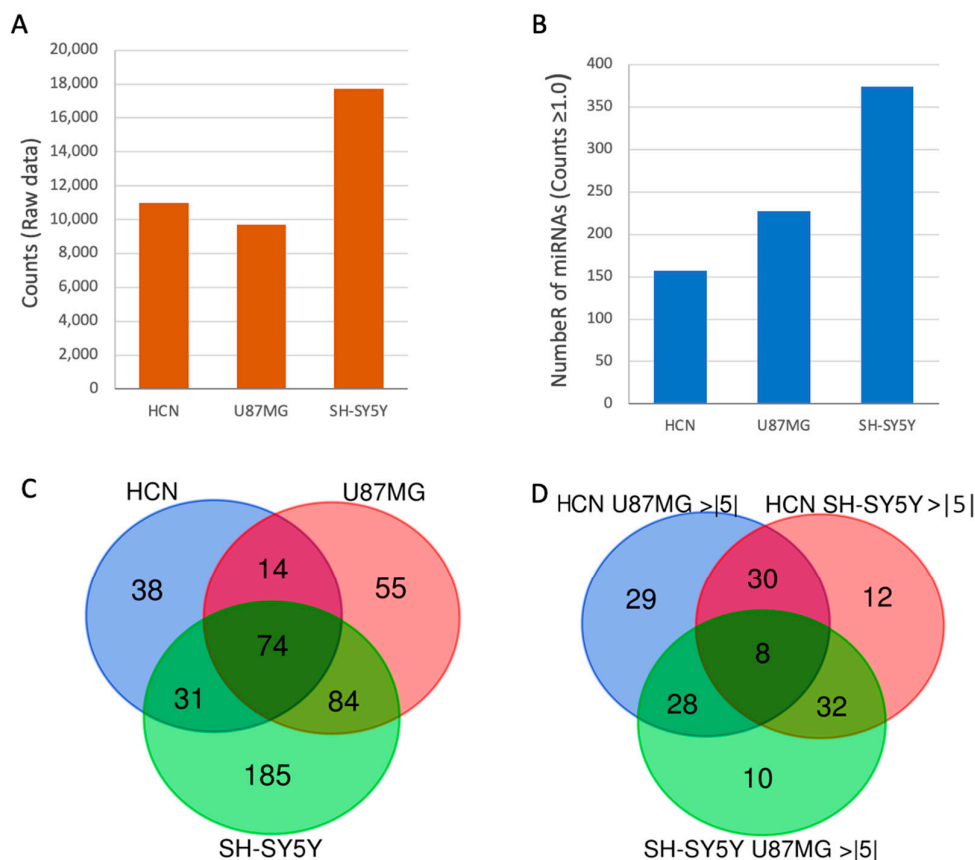 A
Counts (Raw data)
20,000
18,000
16,000
14,000
12,000
10,000
8,000
6,000
4,000
2,000
0
HCN U87MG SH-SY5Y
B
NumbeR of miRNAs (Counts ≥1.0)
400
350
300
250
200
150
100
50
0
HCN U87MG SH-SY5Y
C
HCN U87MG
38 14 55
74
31 84
185
SH-SY5Y
D
HCN U87MG >|5| HCN SH-SY5Y >|5|
29 30 12
8
28 32
10
SH-SY5Y U87MG >|5|